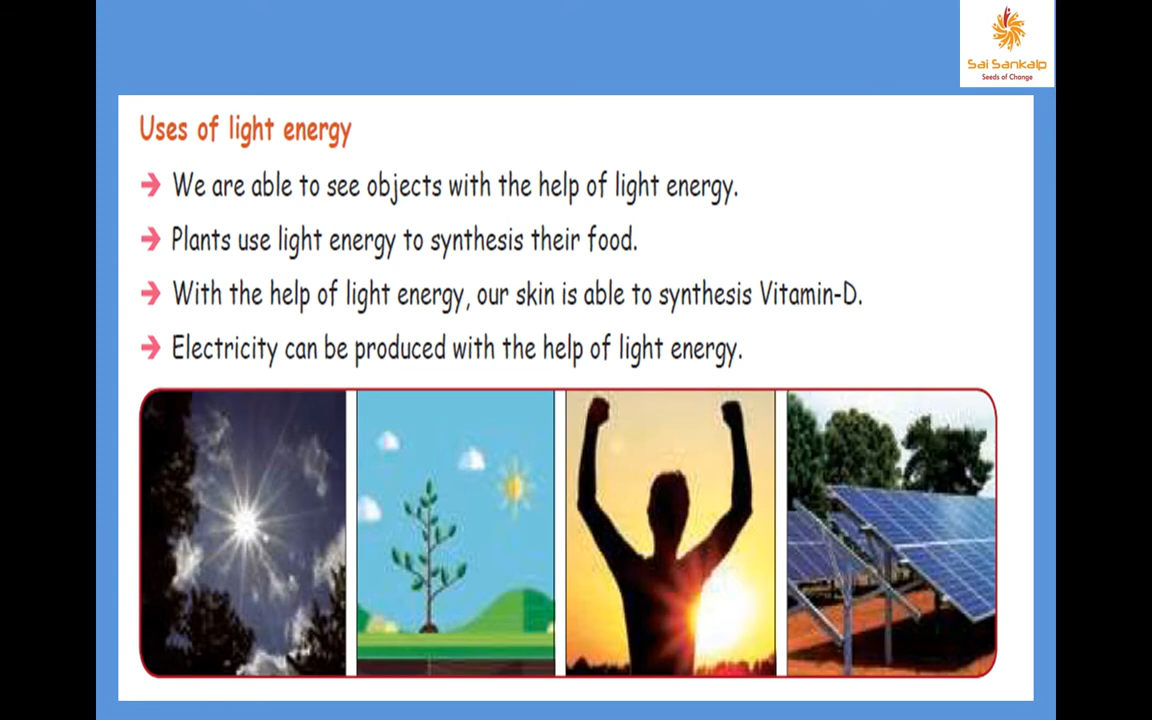 Sai Sankalp
Seeds of Change
Uses of light energy
→ We are able to see objects with the help of light energy.
→ Plants use light energy to synthesis their food.
→ With the help of light energy, our skin is able to synthesis Vitamin-D.
→ Electricity can be produced with the help of light energy.